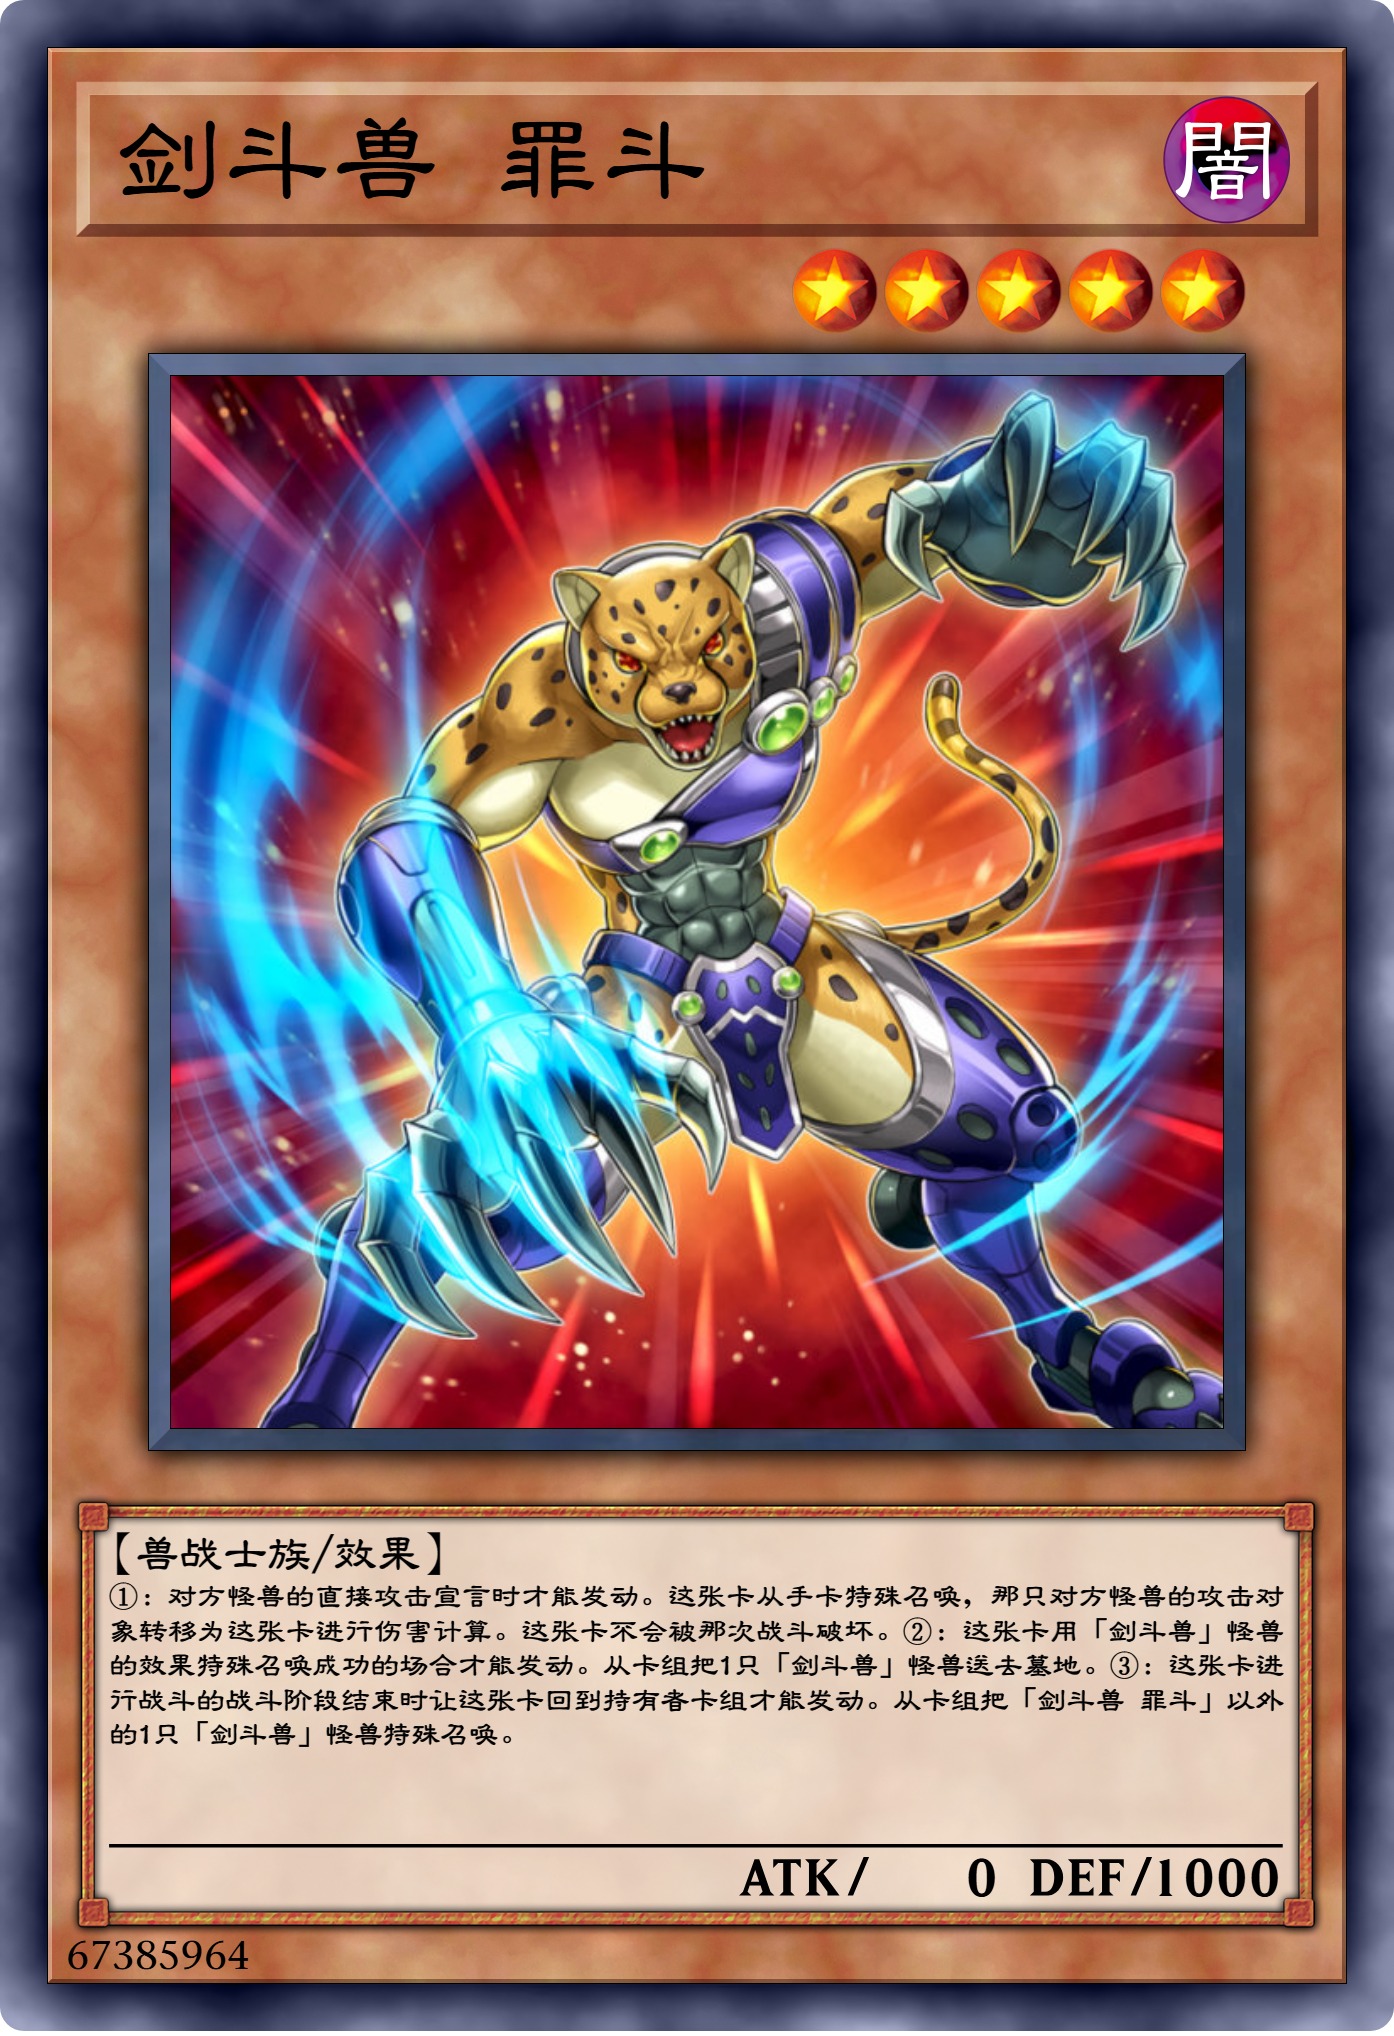 剑斗兽 罪斗
闇
【兽战士族/效果】
①：对方怪兽的直接攻击宣言时才能发动。这张卡从手卡特殊召唤，那只对方怪兽的攻击对
象转移为这张卡进行伤害计算。这张卡不会被那次战斗破坏。②：这张卡用「剑斗兽」怪兽
的效果特殊召唤成功的场合才能发动。从卡组把1只「剑斗兽」怪兽送去墓地。③：这张卡进
行战斗的战斗阶段结束时让这张卡回到持有者卡组才能发动。从卡组把「剑斗兽 罪斗」以外
的1只「剑斗兽」怪兽特殊召唤。
ATK/ 0 DEF/1000
67385964